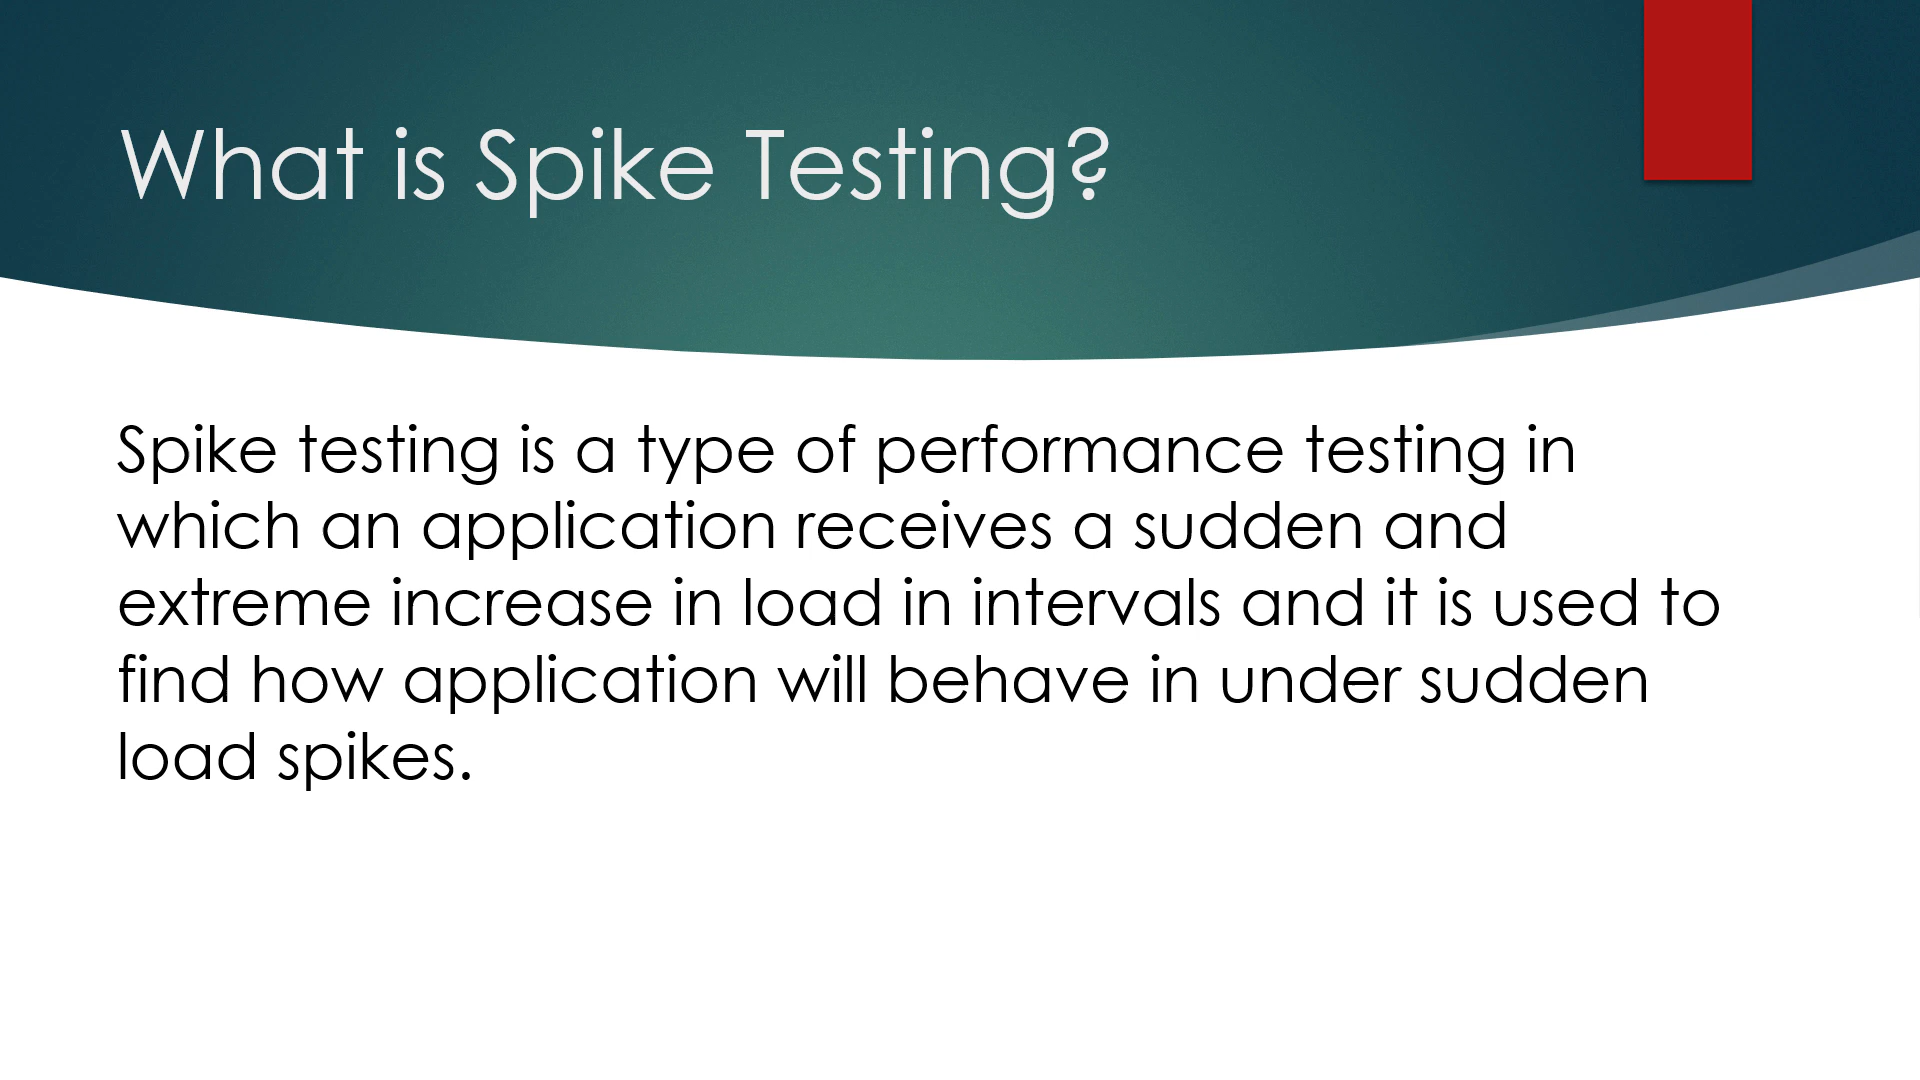 What is Spike Testing?
Spike testing is a type of performance testing in
which an application receives a sudden and
extreme increase in load in intervals and it is used to
find how application will behave in under sudden
load spikes.